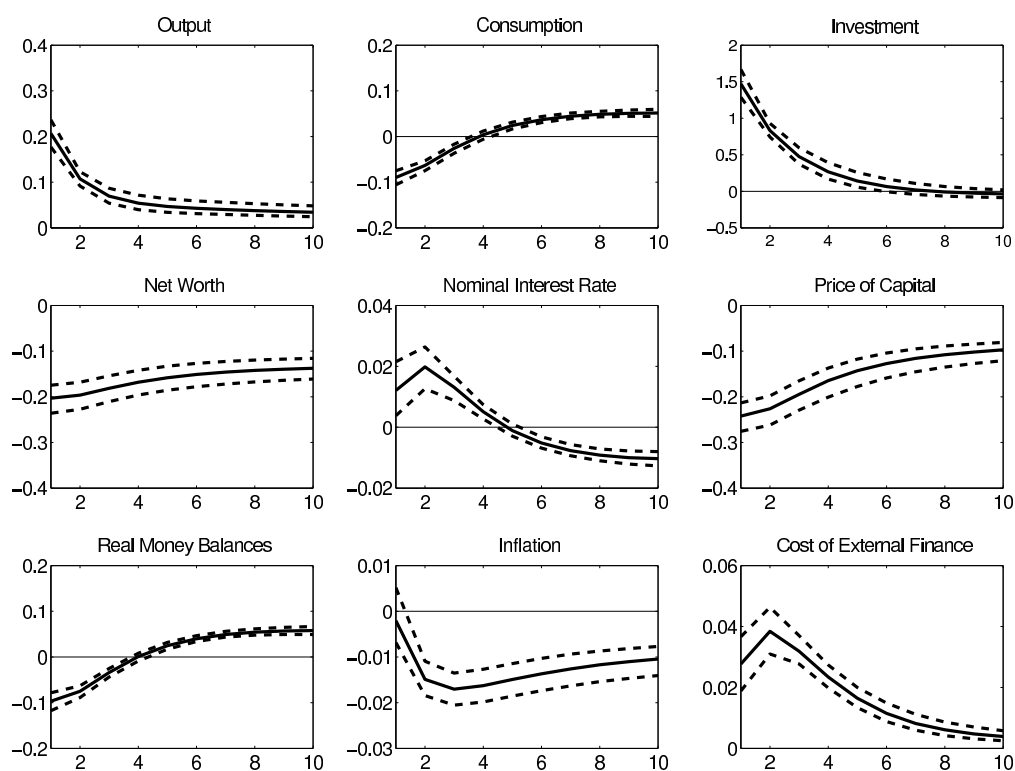 Output
0.4
0.3
0.2
0.1
0
2 4 6 8 10
Consumption
0.2
0.1
0
−0.1
−0.2
2 4 6 8 10
Investment
2
1.5
1
0.5
0
−0.5
2 4 6 8 10
Net Worth
0
−0.1
−0.2
−0.3
−0.4
2 4 6 8 10
Nominal Interest Rate
0.04
0.02
0
−0.02
2 4 6 8 10
Price of Capital
0
−0.1
−0.2
−0.3
−0.4
2 4 6 8 10
Real Money Balances
0.2
0.1
0
−0.1
−0.2
2 4 6 8 10
Inflation
0.01
0
−0.01
−0.02
−0.03
2 4 6 8 10
Cost of External Finance
0.06
0.04
0.02
0
2 4 6 8 10